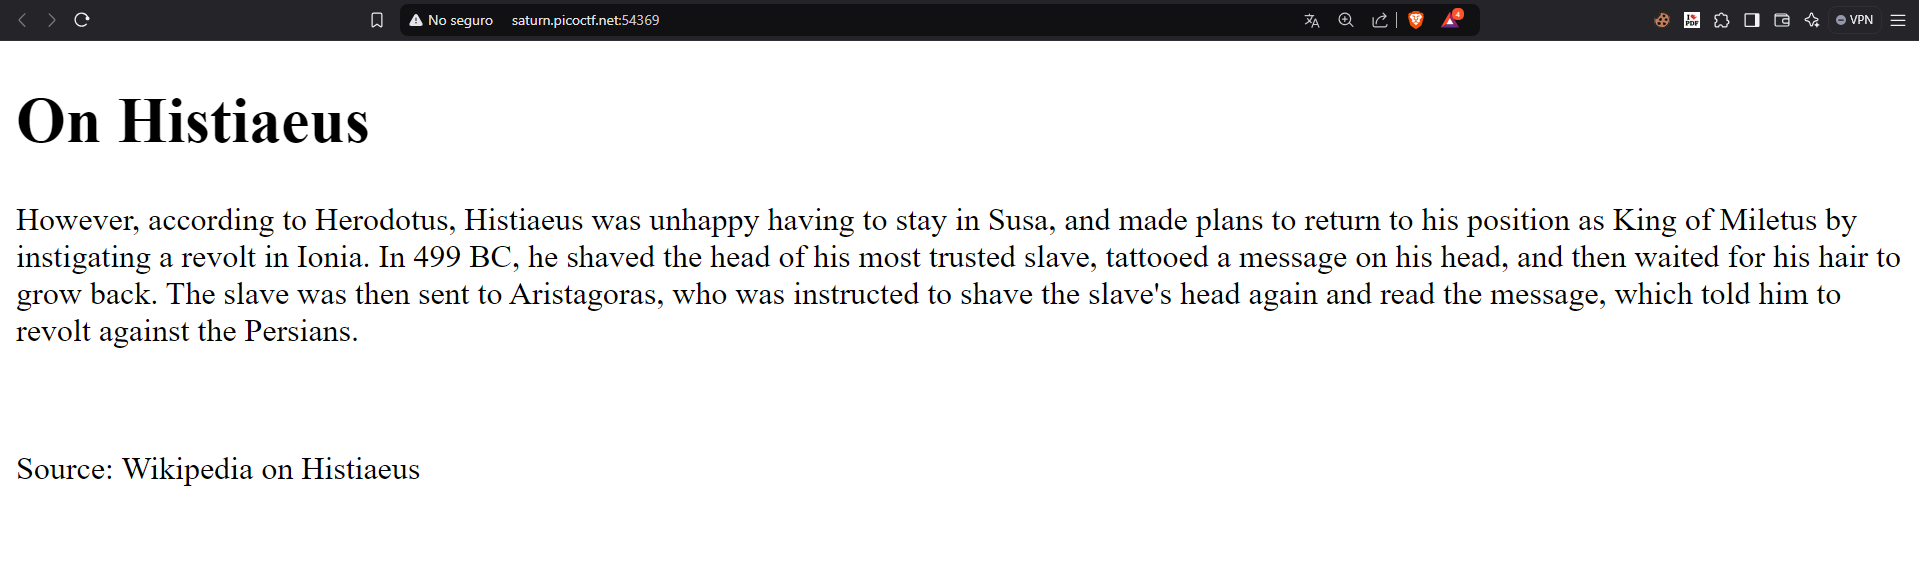 No seguro saturn.picoctf.net:54369 4 I PDF VPN
On Histiaeus
However, according to Herodotus, Histiaeus was unhappy having to stay in Susa, and made plans to return to his position as King of Miletus by
instigating a revolt in Ionia. In 499 BC, he shaved the head of his most trusted slave, tattooed a message on his head, and then waited for his hair to
grow back. The slave was then sent to Aristagoras, who was instructed to shave the slave's head again and read the message, which told him to
revolt against the Persians.
Source: Wikipedia on Histiaeus